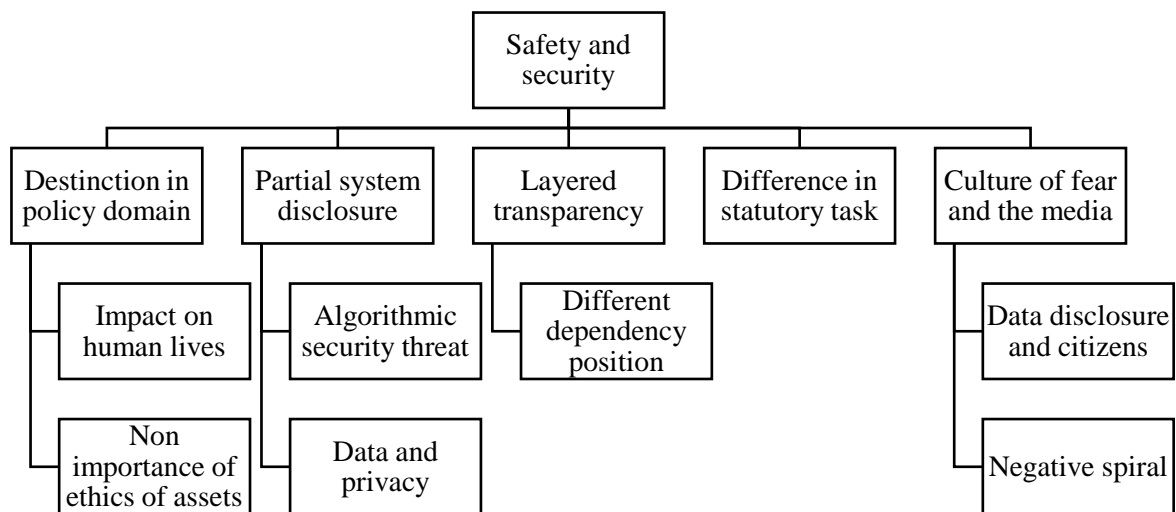 Safety and
security
Destinction in
policy domain
Partial system
disclosure
Layered
transparency
Difference in
statutory task
Culture of fear
and the media
Impact on
human lives
Algorithmic
security threat
Different
dependency
position
Data disclosure
and citizens
Non
importance of
ethics of assets
Data and
privacy
Negative spiral